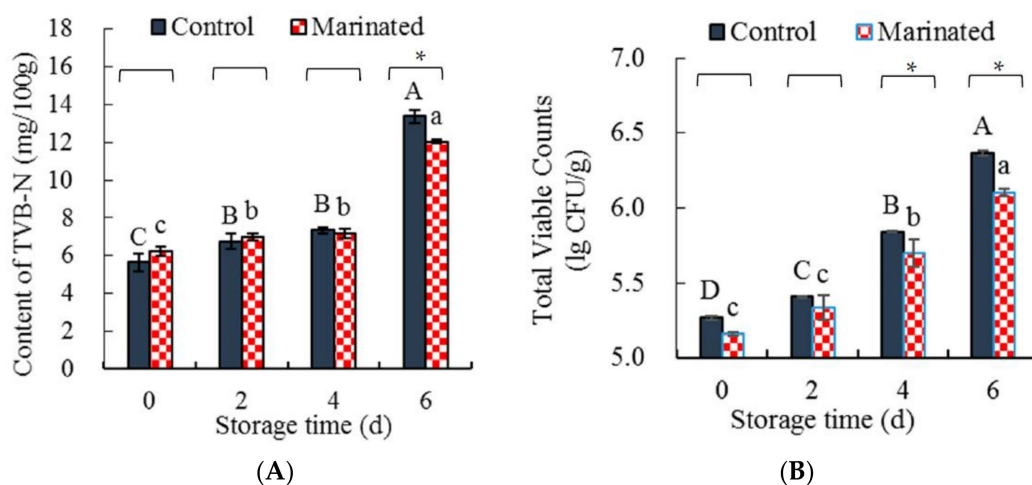 Control Marinated
Content of TVB-N (mg/100g)
18
16
14
12
10
8
6
4
2
0
*
C c
B b
B b
A
a
0 2 4 6
Storage time (d)
(A)
Control Marinated
Total Viable Counts
(lg CFU/g)
7.0
6.5
6.0
5.5
5.0
* *
D
c
C c
B
b
A
a
0 2 4 6
Storage time (d)
(B)